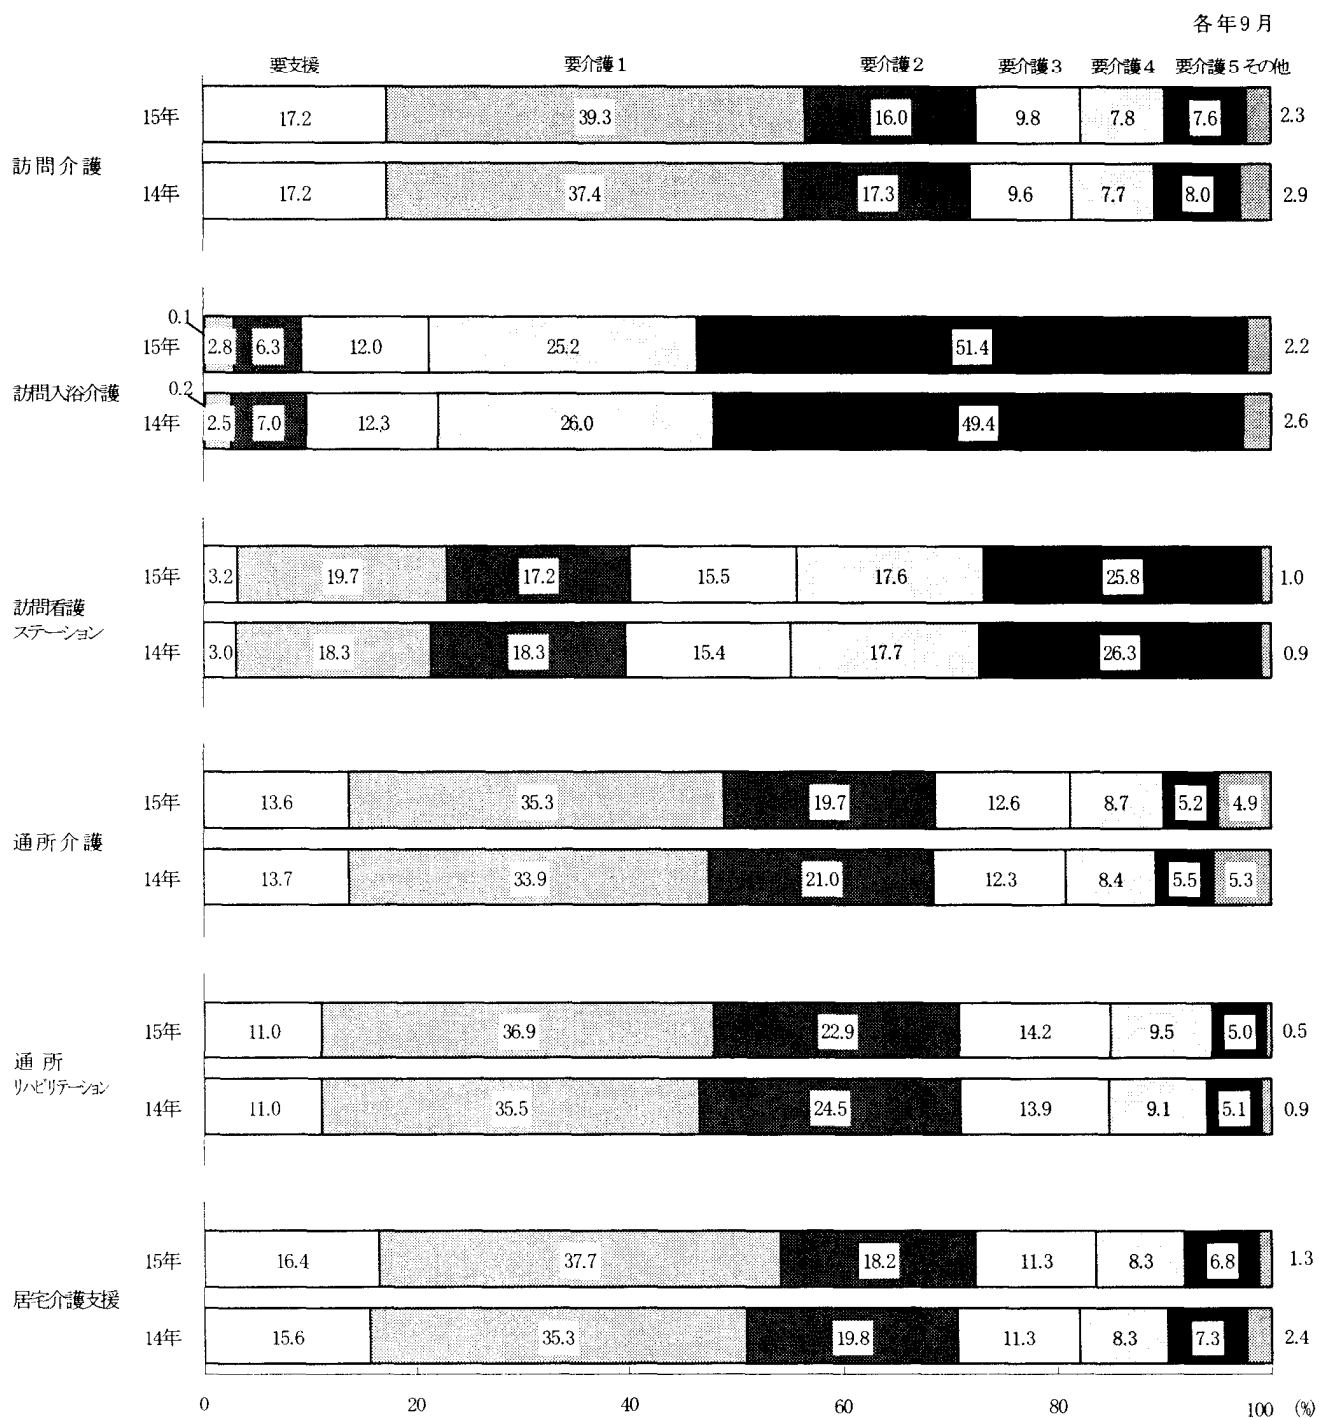 各年9月
要支援 要介護1 要介護2 要介護3 要介護4 要介護5 その他
15年 17.2 39.3 16.0 9.8 7.8 7.6 2.3
訪問介護
14年 17.2 37.4 17.3 9.6 7.7 8.0 2.9
0.1
15年 2.8 6.3 12.0 25.2 51.4 2.2
訪問入浴介護
0.2
14年 2.5 7.0 12.3 26.0 49.4 2.6
15年 3.2 19.7 17.2 15.5 17.6 25.8 1.0
訪問看護
ステーション
14年 3.0 18.3 18.3 15.4 17.7 26.3 0.9
15年 13.6 35.3 19.7 12.6 8.7 5.2 4.9
通所介護
14年 13.7 33.9 21.0 12.3 8.4 5.5 5.3
15年 11.0 36.9 22.9 14.2 9.5 5.0 0.5
通所
リハビリテーション
14年 11.0 35.5 24.5 13.9 9.1 5.1 0.9
15年 16.4 37.7 18.2 11.3 8.3 6.8 1.3
居宅介護支援
14年 15.6 35.3 19.8 11.3 8.3 7.3 2.4
0 20 40 60 80 100 (%)